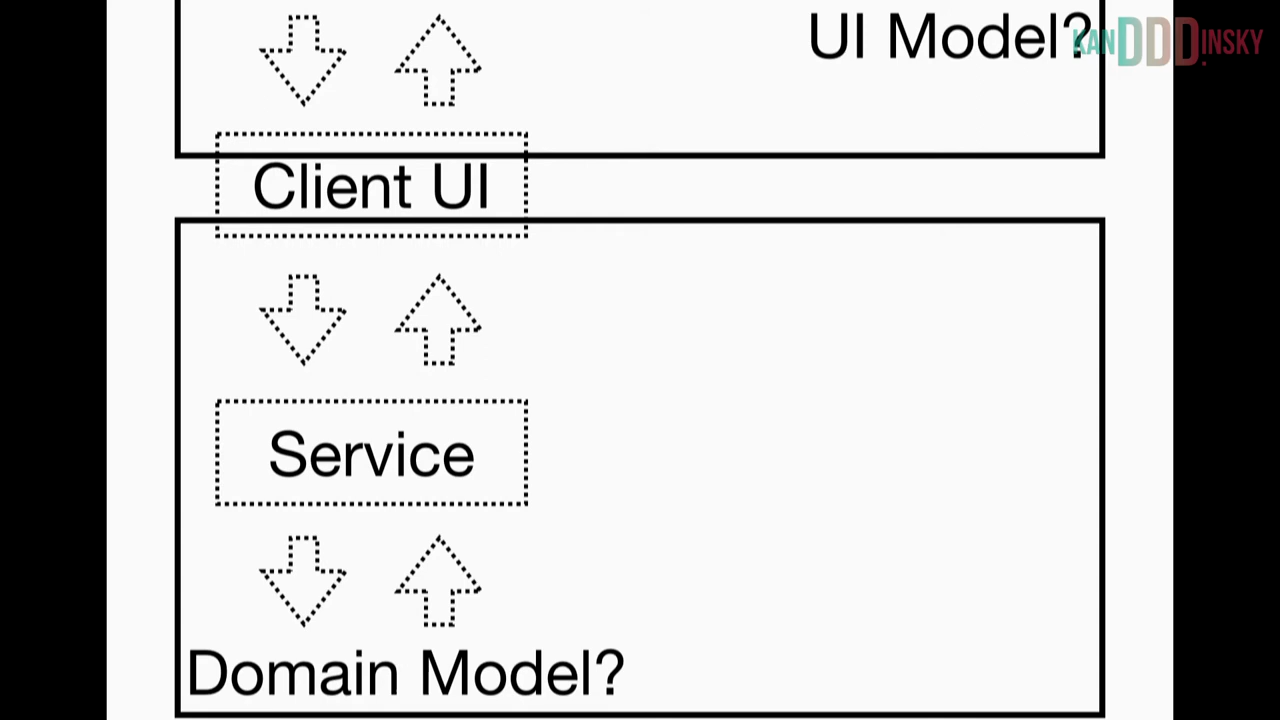 UI Model?
KANDDDINSKY
Client UI
Service
Domain Model?